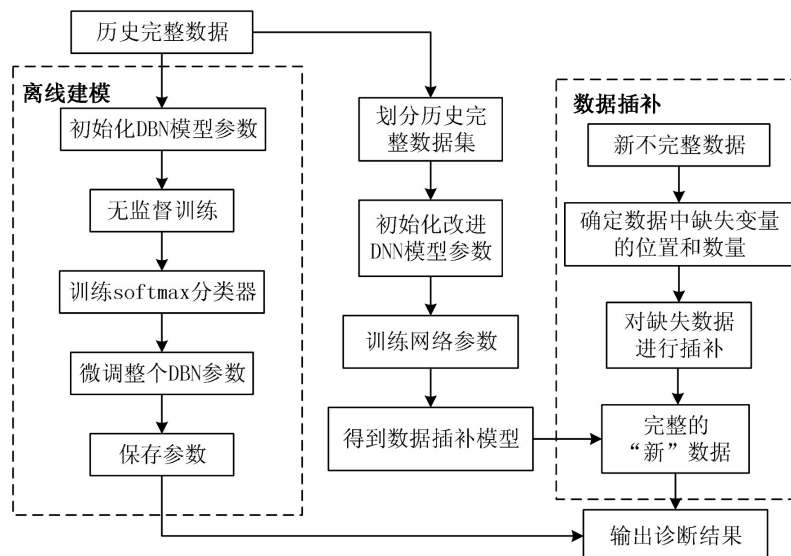 历史完整数据
离线建模
初始化DBN模型参数
无监督训练
训练softmax分类器
微调整个DBN参数
保存参数
划分历史完
整数据集
初始化改进
DNN模型参数
训练网络参数
得到数据插补模型
数据插补
新不完整数据
确定数据中缺失变量
的位置和数量
对缺失数据
进行插补
完整的
“新”数据
输出诊断结果